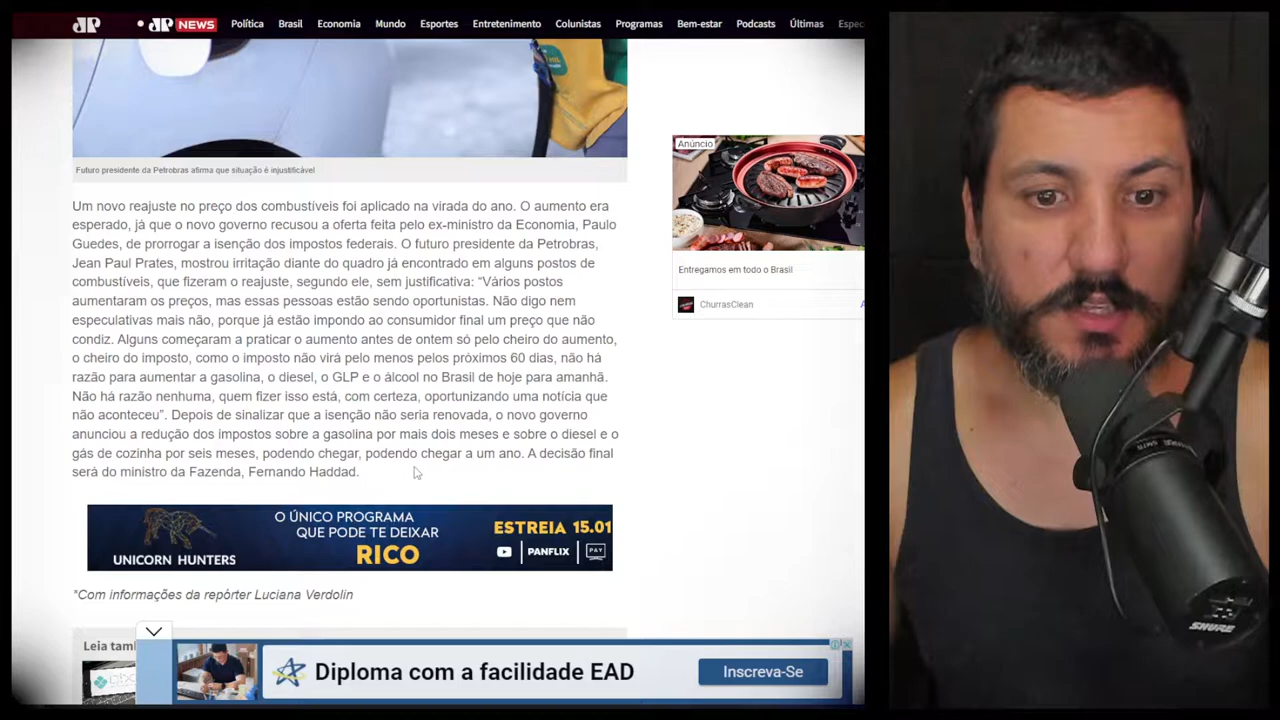 JP
JP NEWS
Política
Brasil
Economia
Mundo
Esportes
Entretenimento
Colunistas
Programas
Bem-estar
Podcasts
Últimas
Espec
Futuro presidente da Petrobras afirma que situação é injustificável
Um novo reajuste no preço dos combustíveis foi aplicado na virada do ano. O aumento era
esperado, já que o novo governo recusou a oferta feita pelo ex-ministro da Economia, Paulo
Guedes, de prorrogar a isenção dos impostos federais. O futuro presidente da Petrobras,
Jean Paul Prates, mostrou irritação diante do quadro já encontrado em alguns postos de
combustíveis, que fizeram o reajuste, segundo ele, sem justificativa: “Vários postos
aumentaram os preços, mas essas pessoas estão sendo oportunistas. Não digo nem
especulativas mais não, porque já estão impondo ao consumidor final um preço que não
condiz. Alguns começaram a praticar o aumento antes de ontem só pelo cheiro do aumento,
o cheiro do imposto, como o imposto não virá pelo menos pelos próximos 60 dias, não há
razão para aumentar a gasolina, o diesel, o GLP e o álcool no Brasil de hoje para amanhã.
Não há razão nenhuma, quem fizer isso está, com certeza, oportunizando uma notícia que
não aconteceu”. Depois de sinalizar que a isenção não seria renovada, o novo governo
anunciou a redução dos impostos sobre a gasolina por mais dois meses e sobre o diesel e o
gás de cozinha por seis meses, podendo chegar, podendo chegar a um ano. A decisão final
será do ministro da Fazenda, Fernando Haddad.
Anúncio
Entregamos em todo o Brasil
ChurrasClean
UNICORN HUNTERS
O ÚNICO PROGRAMA
QUE PODE TE DEIXAR
RICO
ESTREIA 15.01
PANFLIX
PAY
*Com informações da repórter Luciana Verdolin
Leia tam
Diploma com a facilidade EAD
Inscreva-Se
SHURE